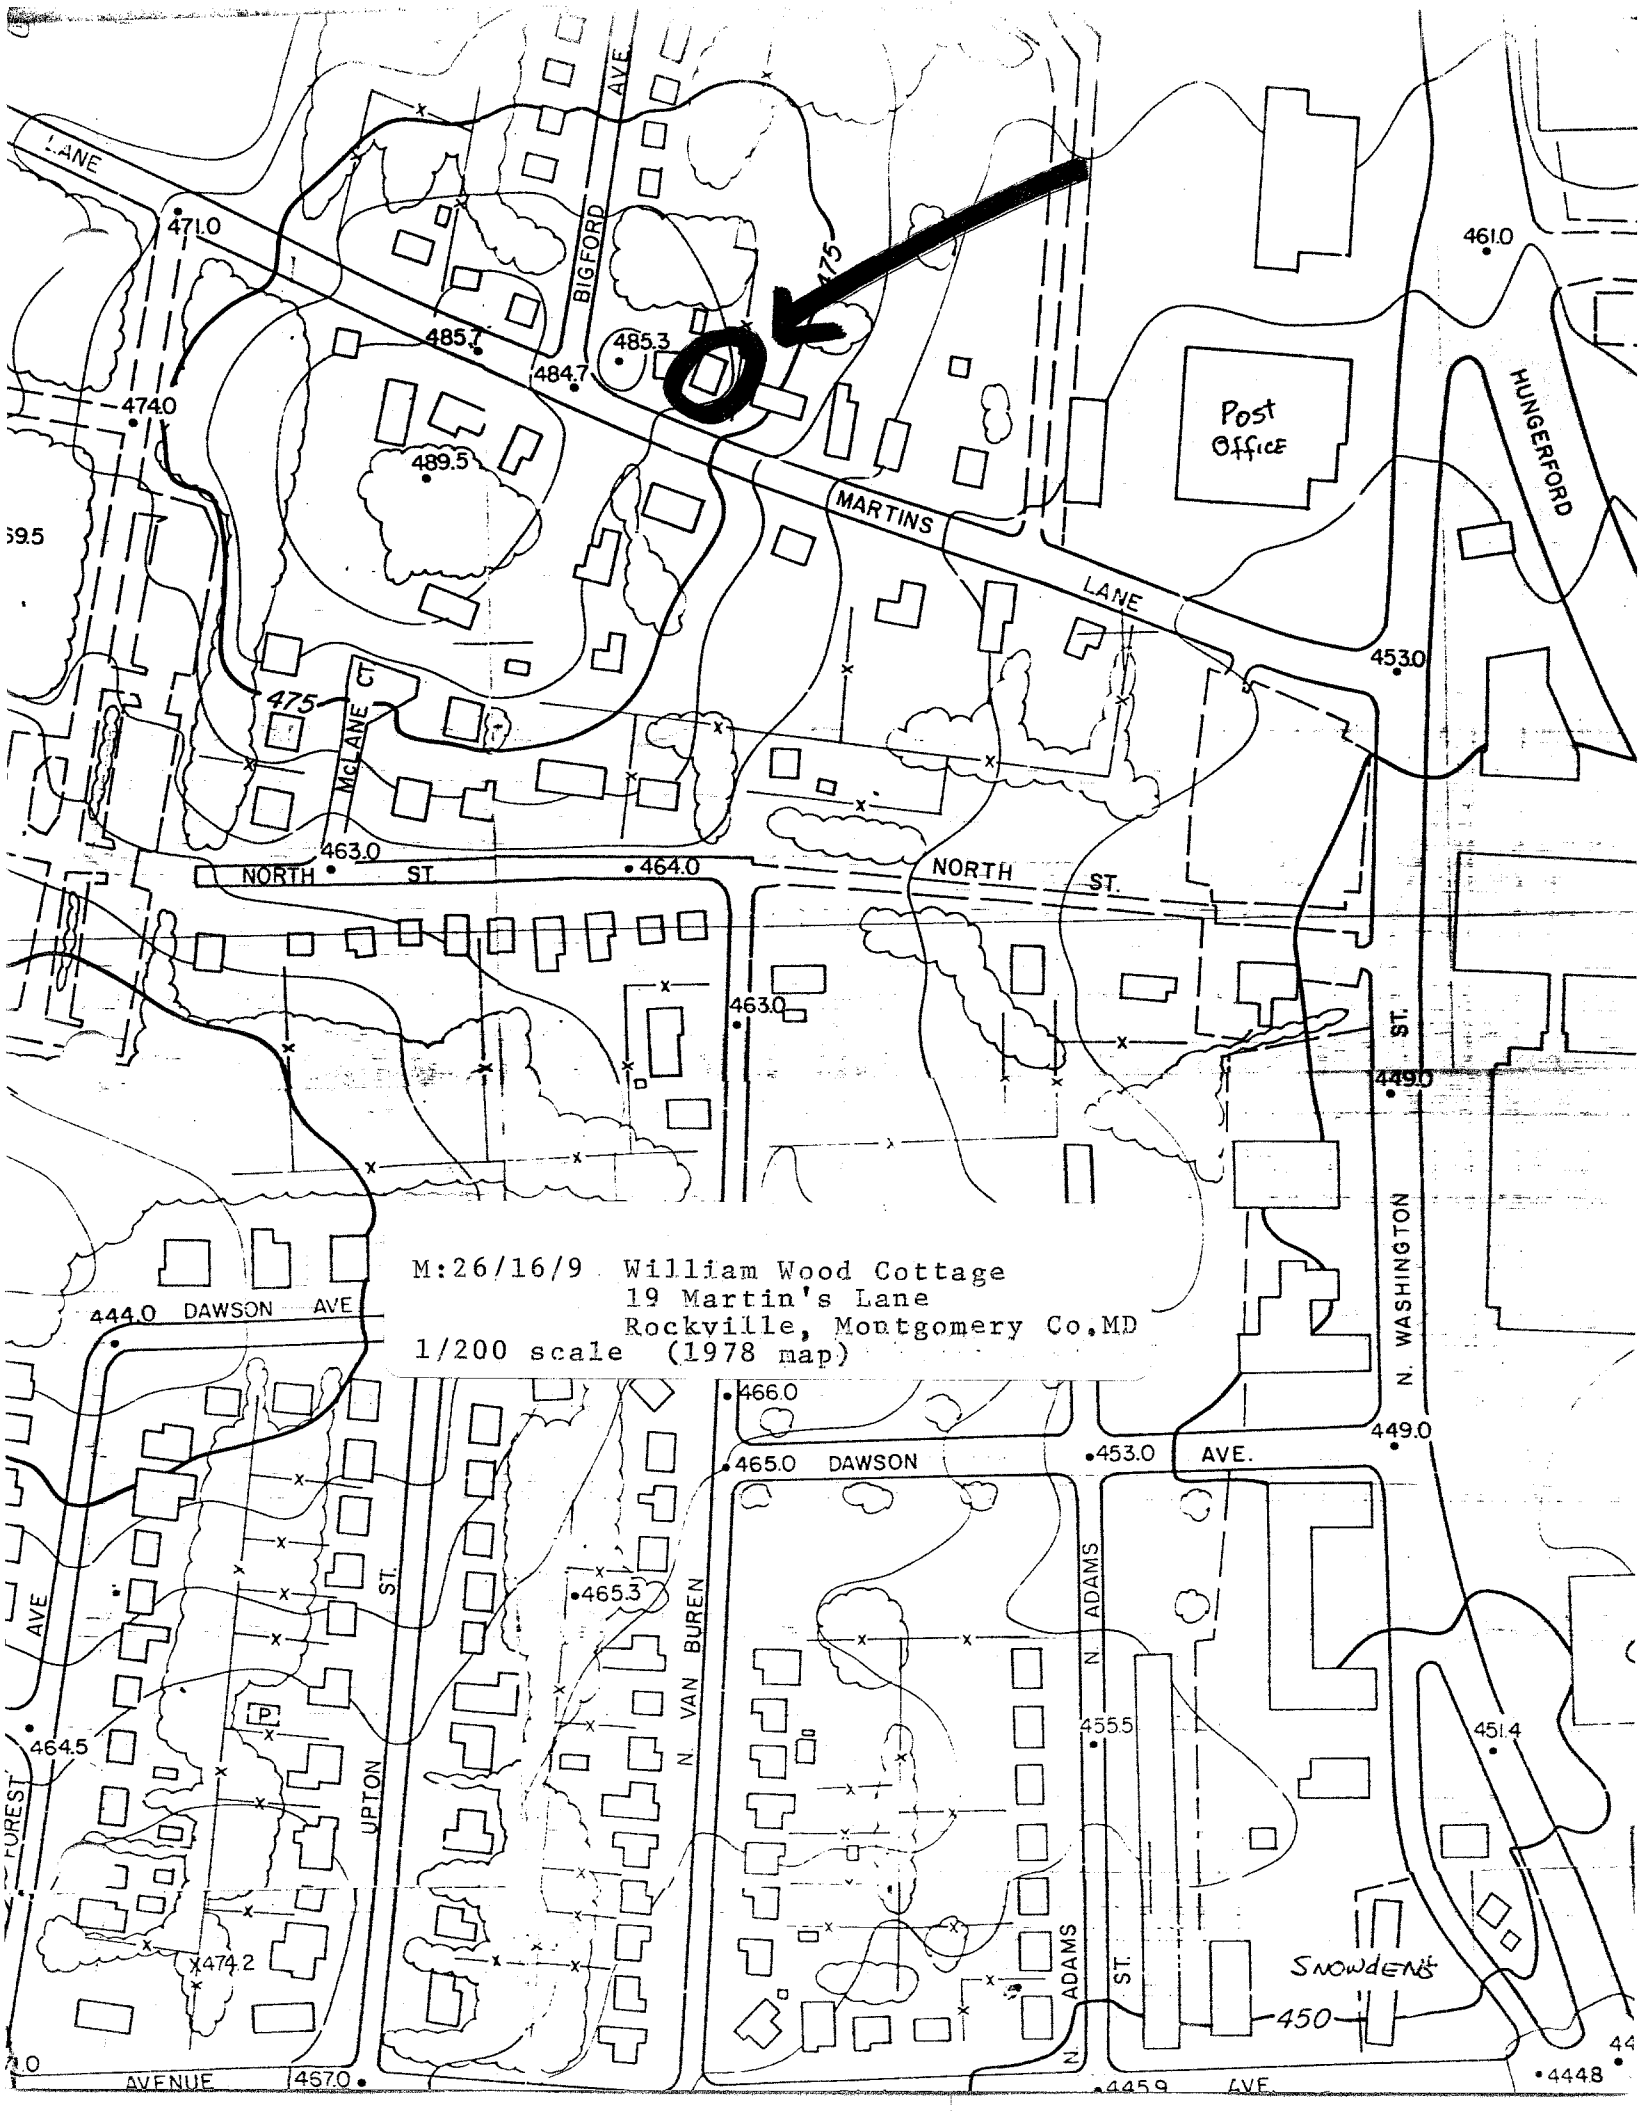 AVE
LANE
471.0
BIGFORD
475
461.0
485.7
485.3
484.7
474.0
HUNGERFORD
Post
Office
489.5
MARTINS
59.5
LANE
453.0
475
McLANE CT
463.0
NORTH ST.
464.0
NORTH ST.
463.0
ST.
449.0
N. WASHINGTON
M:26/16/9 William Wood Cottage
19 Martin's Lane
Rockville, Montgomery Co,MD
1/200 scale (1978 map)
444.0 DAWSON AVE
466.0
449.0
465.0 DAWSON
453.0 AVE.
N. ADAMS
ST.
465.3
AVE
N. VAN BUREN
P
455.5
451.4
464.5
FOREST
UPTON
474.2
N. ADAMS
ST.
SNOWDENS
450
AVENUE
467.0
445.9
AVE.
444.8
44